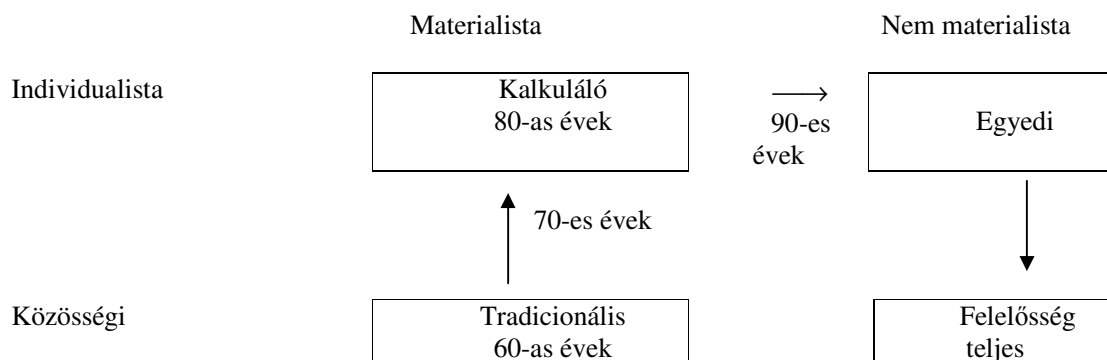 Materialista Nem materialista
Individualista
Kalkuláló
80-as évek
90-es
évek
Egyedi
70-es évek
Közösségi
Tradicionális
60-as évek
Felelősség
teljes